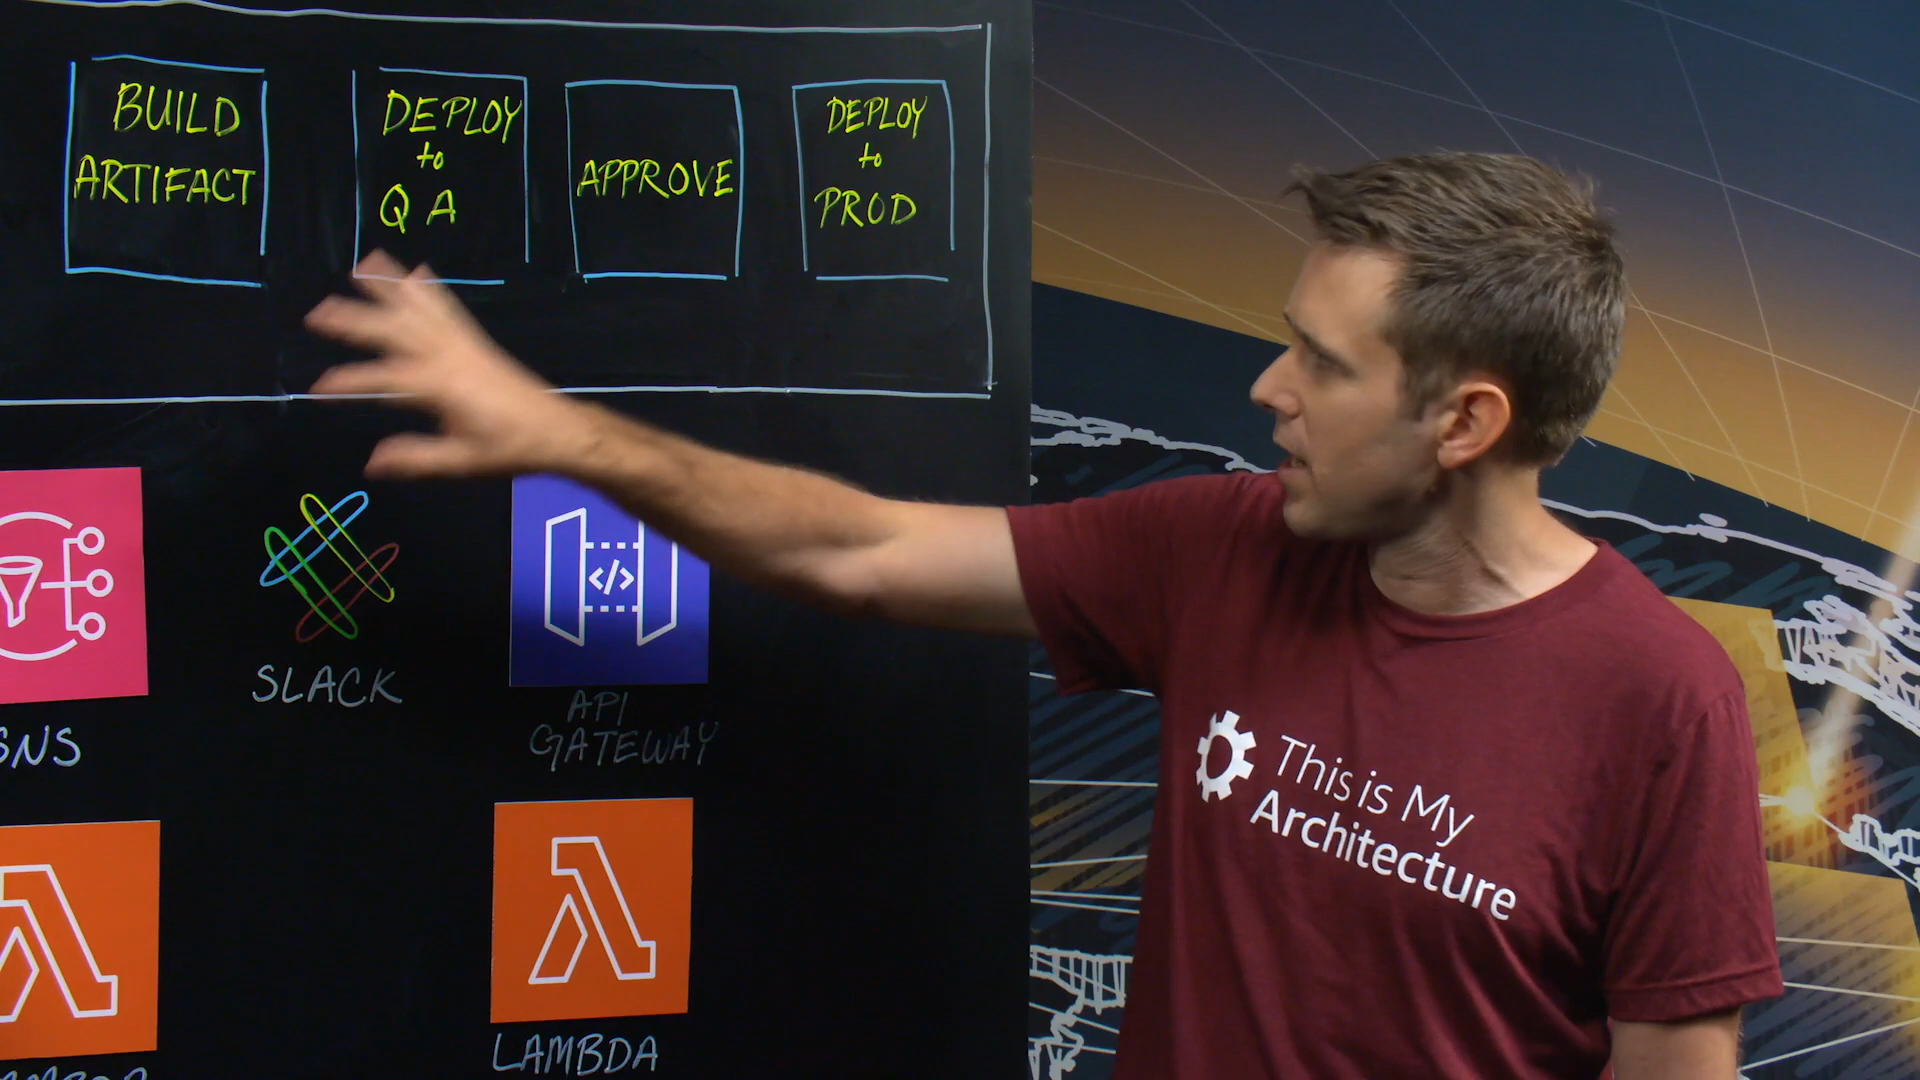 BUILD
ARTIFACT
DEPLOY
to
QA
APPROVE
DEPLOY
to
PROD
</>
SNS
SLACK
API
GATEWAY
LAMBDA
This is My
Architecture